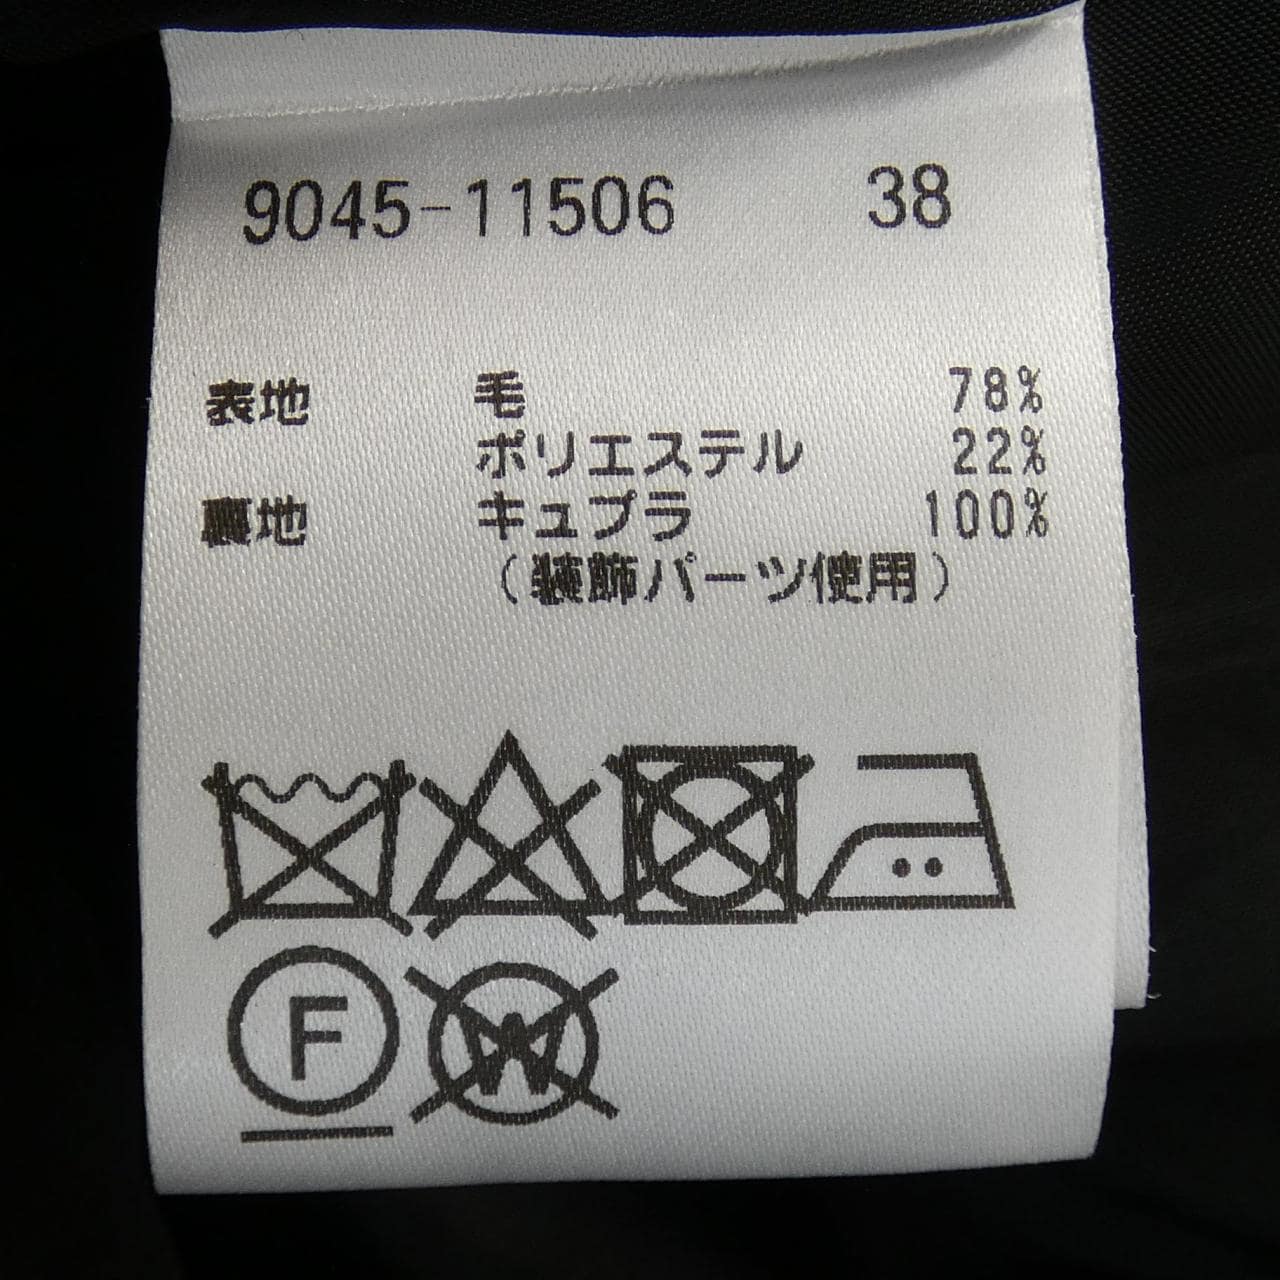 9045-11506 38
表地 毛 78%
ポリエステル 22%
裏地 キュプラ 100%
(装飾パーツ使用)
F
W